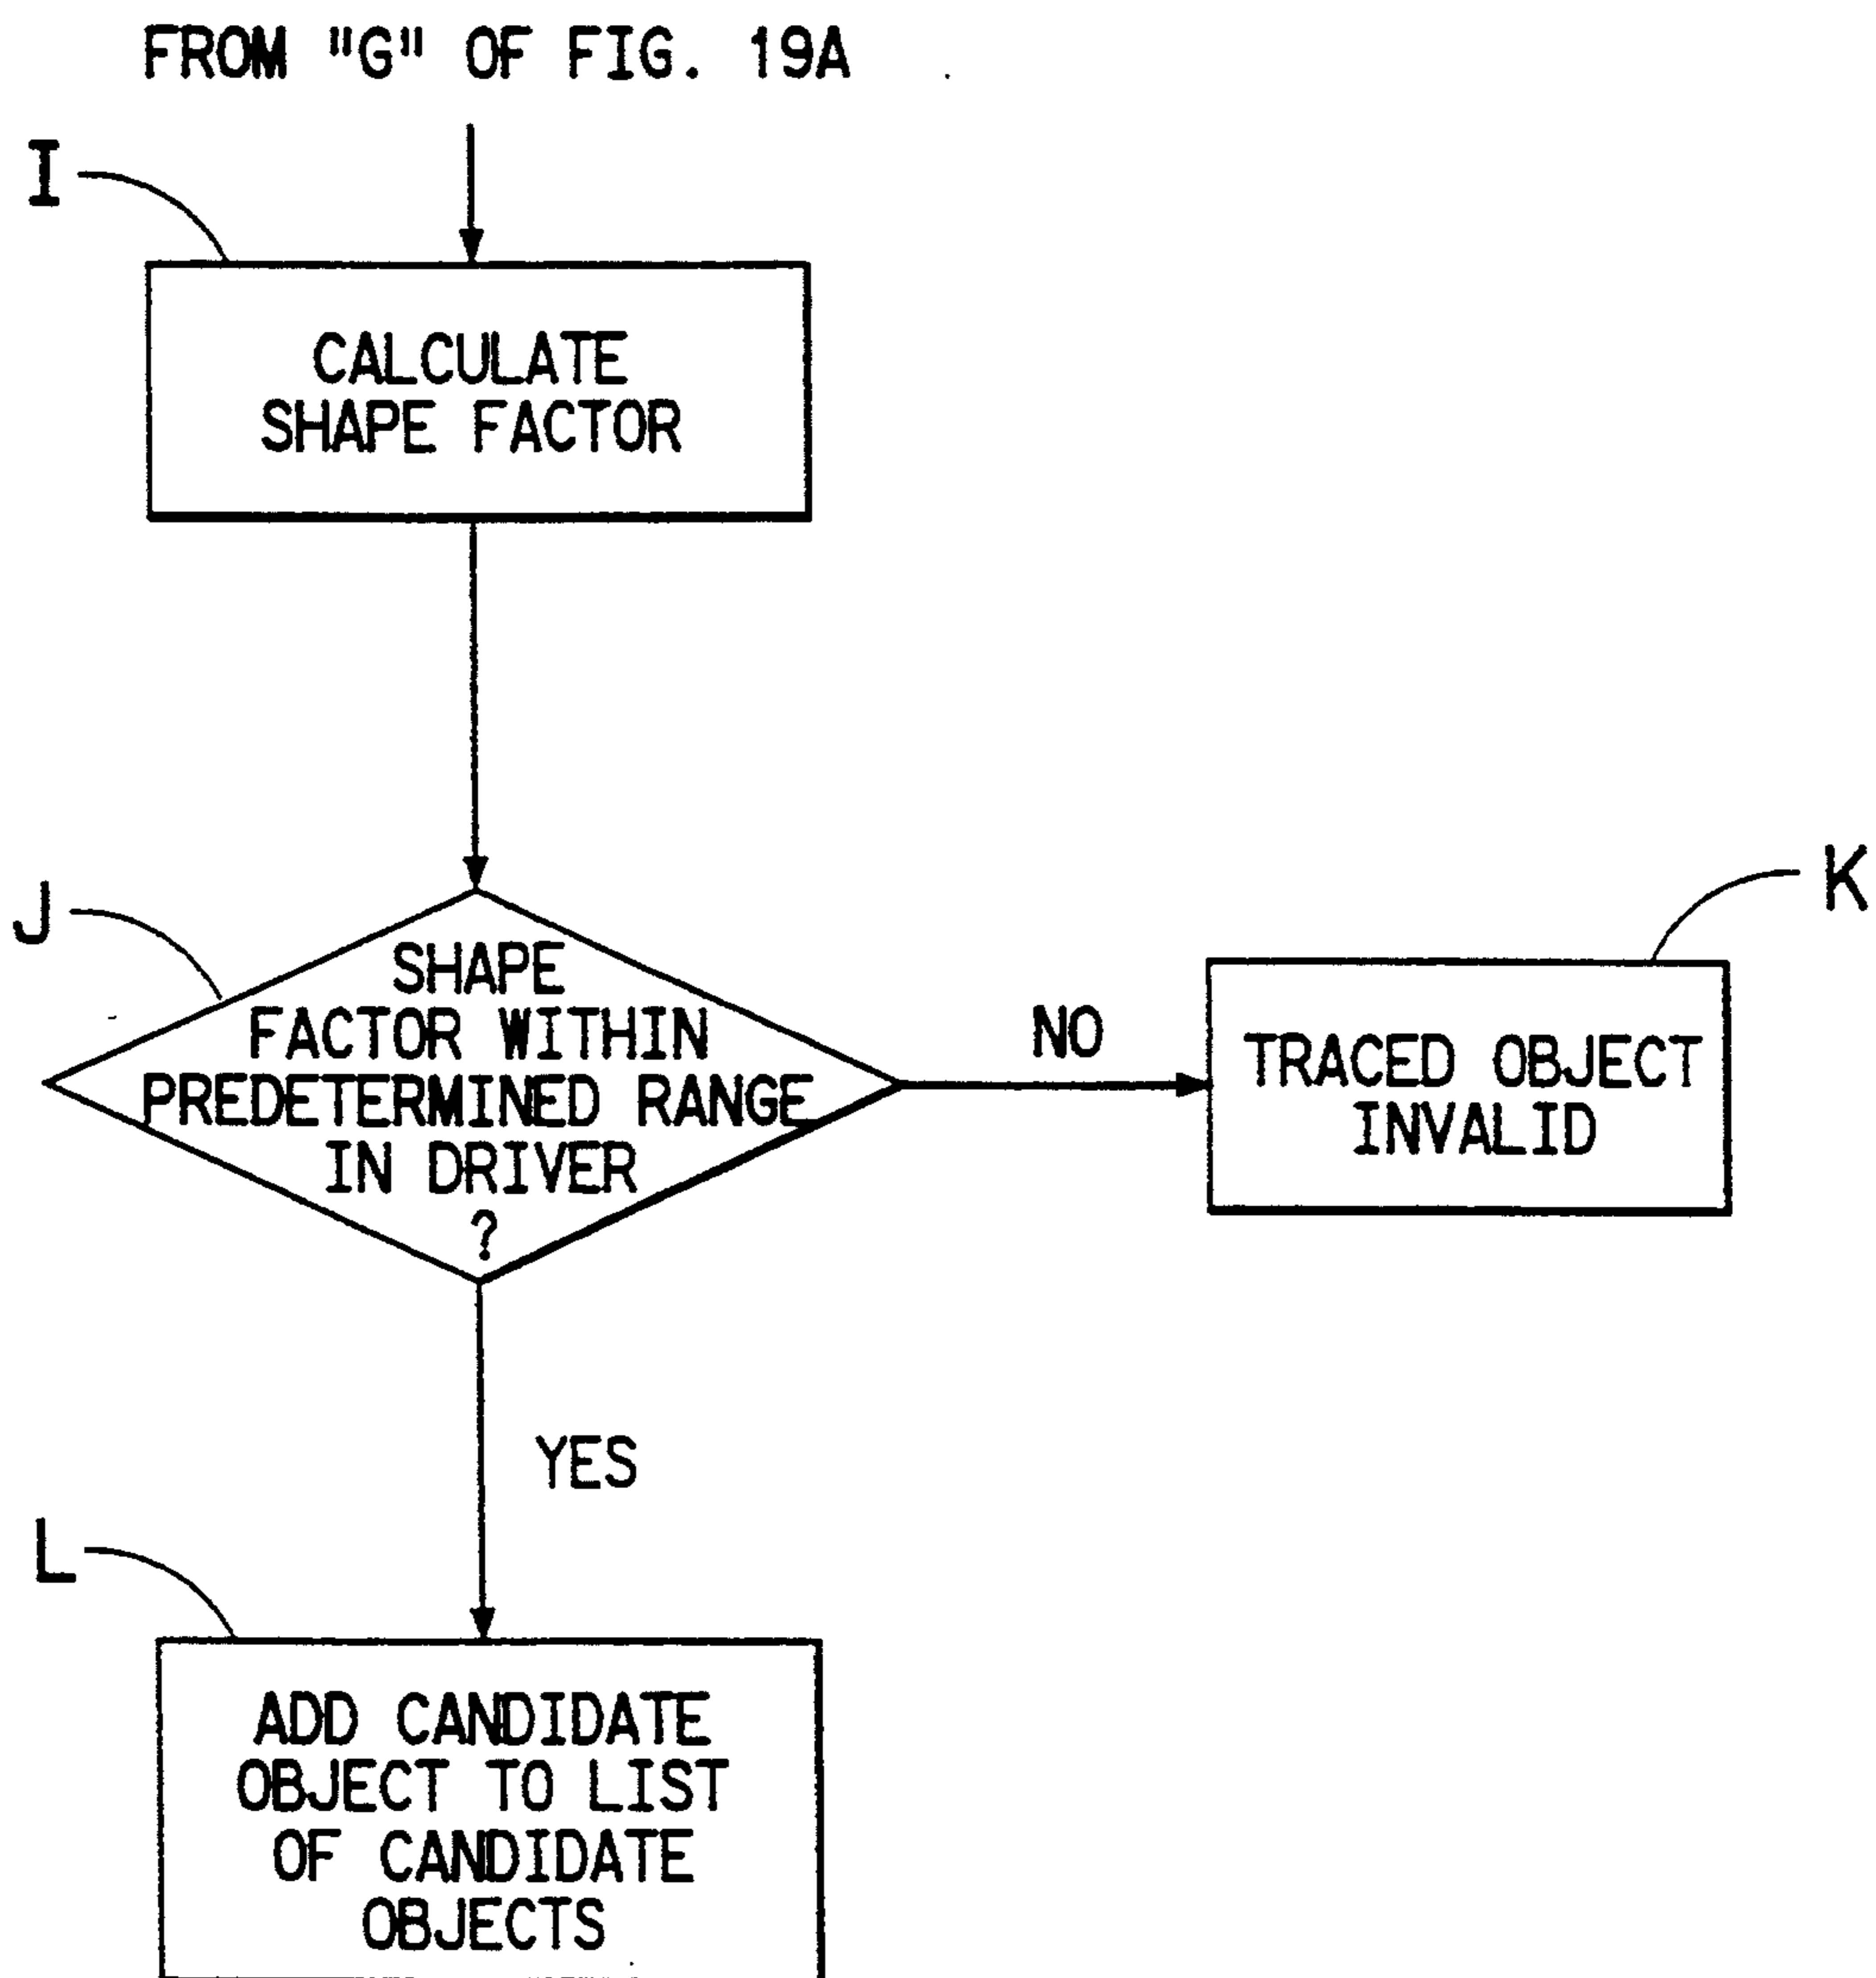 FROM "G" OF FIG. 19A
I
CALCULATE
SHAPE FACTOR
J
SHAPE
FACTOR WITHIN
PREDETERMINED RANGE
IN DRIVER
?
NO
K
TRACED OBJECT
INVALID
YES
L
ADD CANDIDATE
OBJECT TO LIST
OF CANDIDATE
OBJECTS